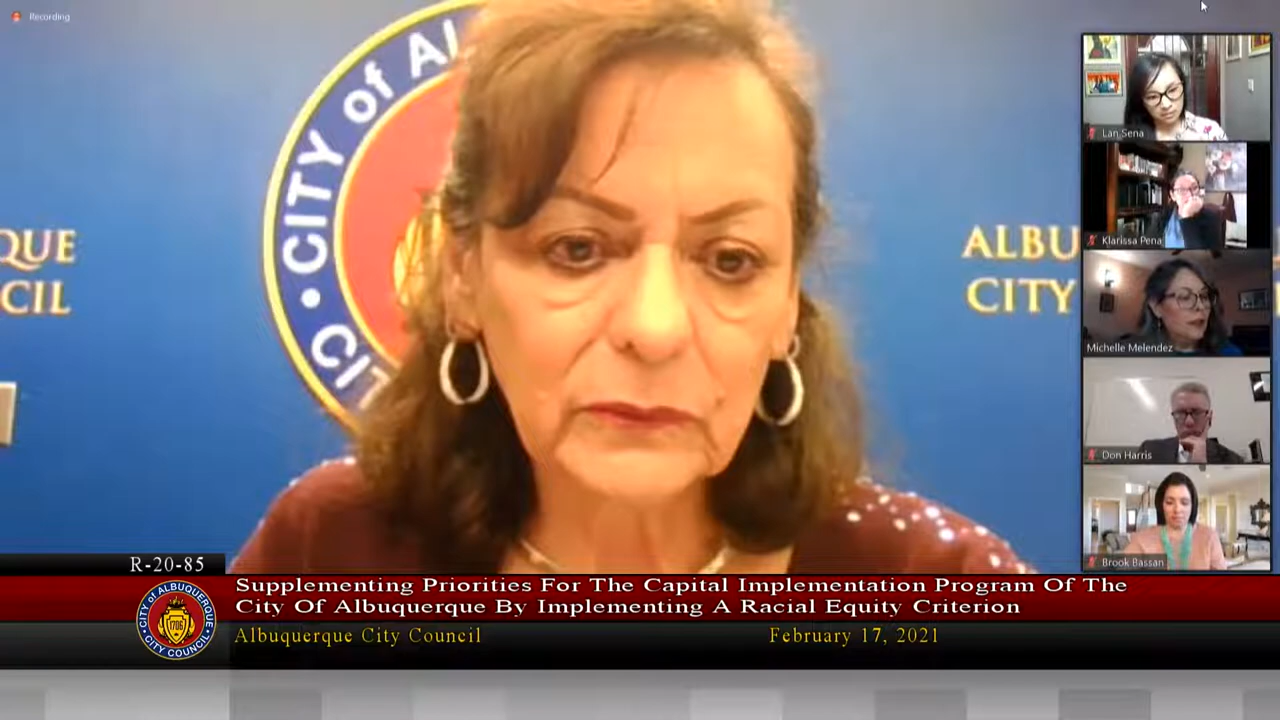 Recording
CITY of AL
CIT
QUE
CIL
ALBU
CITY
Lan Sena
Klarissa Pena
Michelle Melendez
Don Harris
Brook Bassan
R-20-85
Supplementing Priorities For The Capital Implementation Program Of The
City Of Albuquerque By Implementing A Racial Equity Criterion
CITY of ALBUQUERQUE
1706
CITY COUNCIL
Albuquerque City Council
February 17, 2021